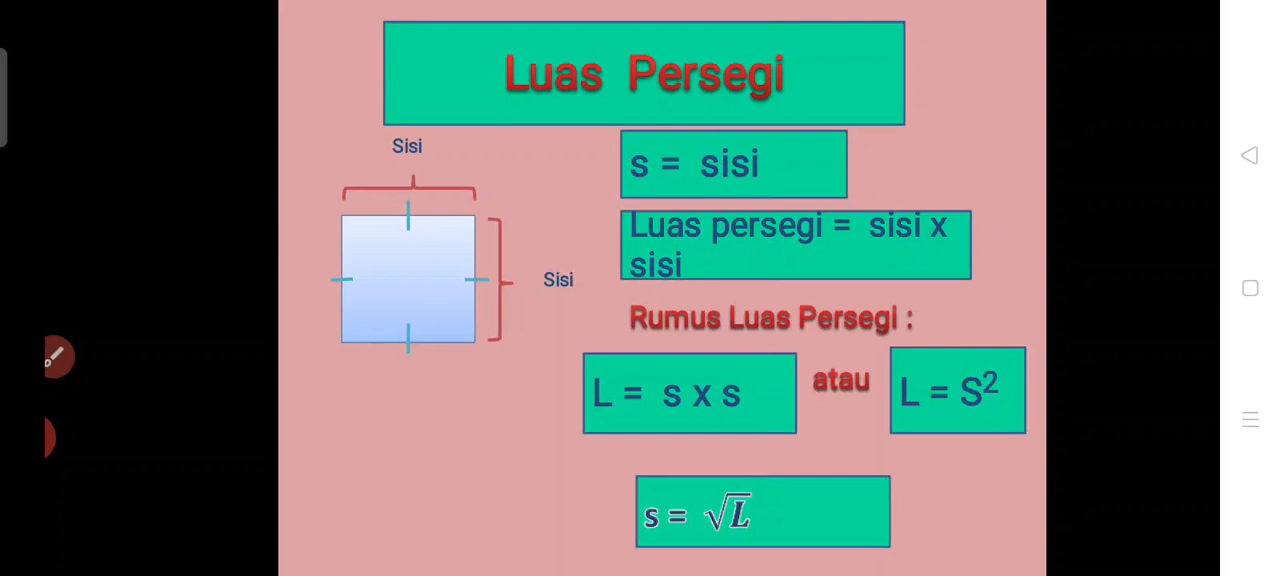 Luas Persegi
Sisi
s = sisi
Luas persegi = sisi x
sisi
Sisi
Rumus Luas Persegi :
L = s x s
atau
L = S²
s = √L